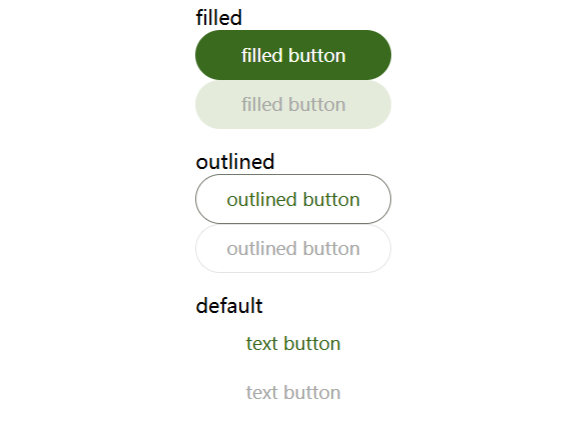 filled
filled button
filled button
outlined
outlined button
outlined button
default
text button
text button